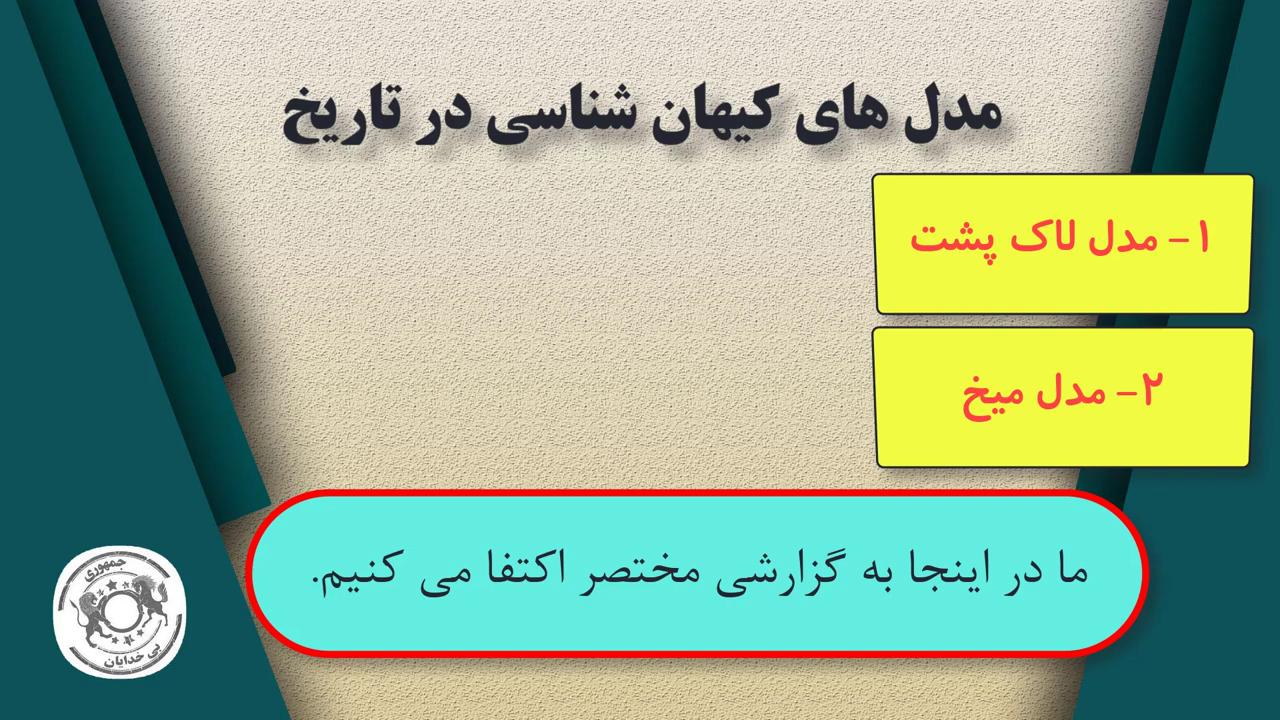 مدل های کیهان شناسی در تاریخ
۱- مدل لاک پشت
۲- مدل میخ
ما در اینجا به گزارشی مختصر اکتفا می کنیم.
جمهوری
بی خدایان